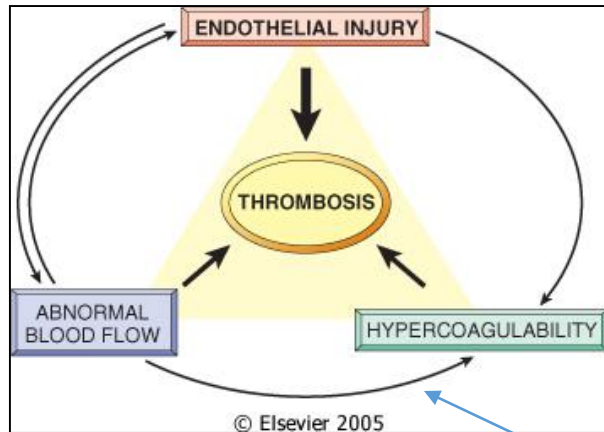 ENDOTHELIAL INJURY
THROMBOSIS
ABNORMAL
BLOOD FLOW
HYPERCOAGULABILITY
© Elsevier 2005